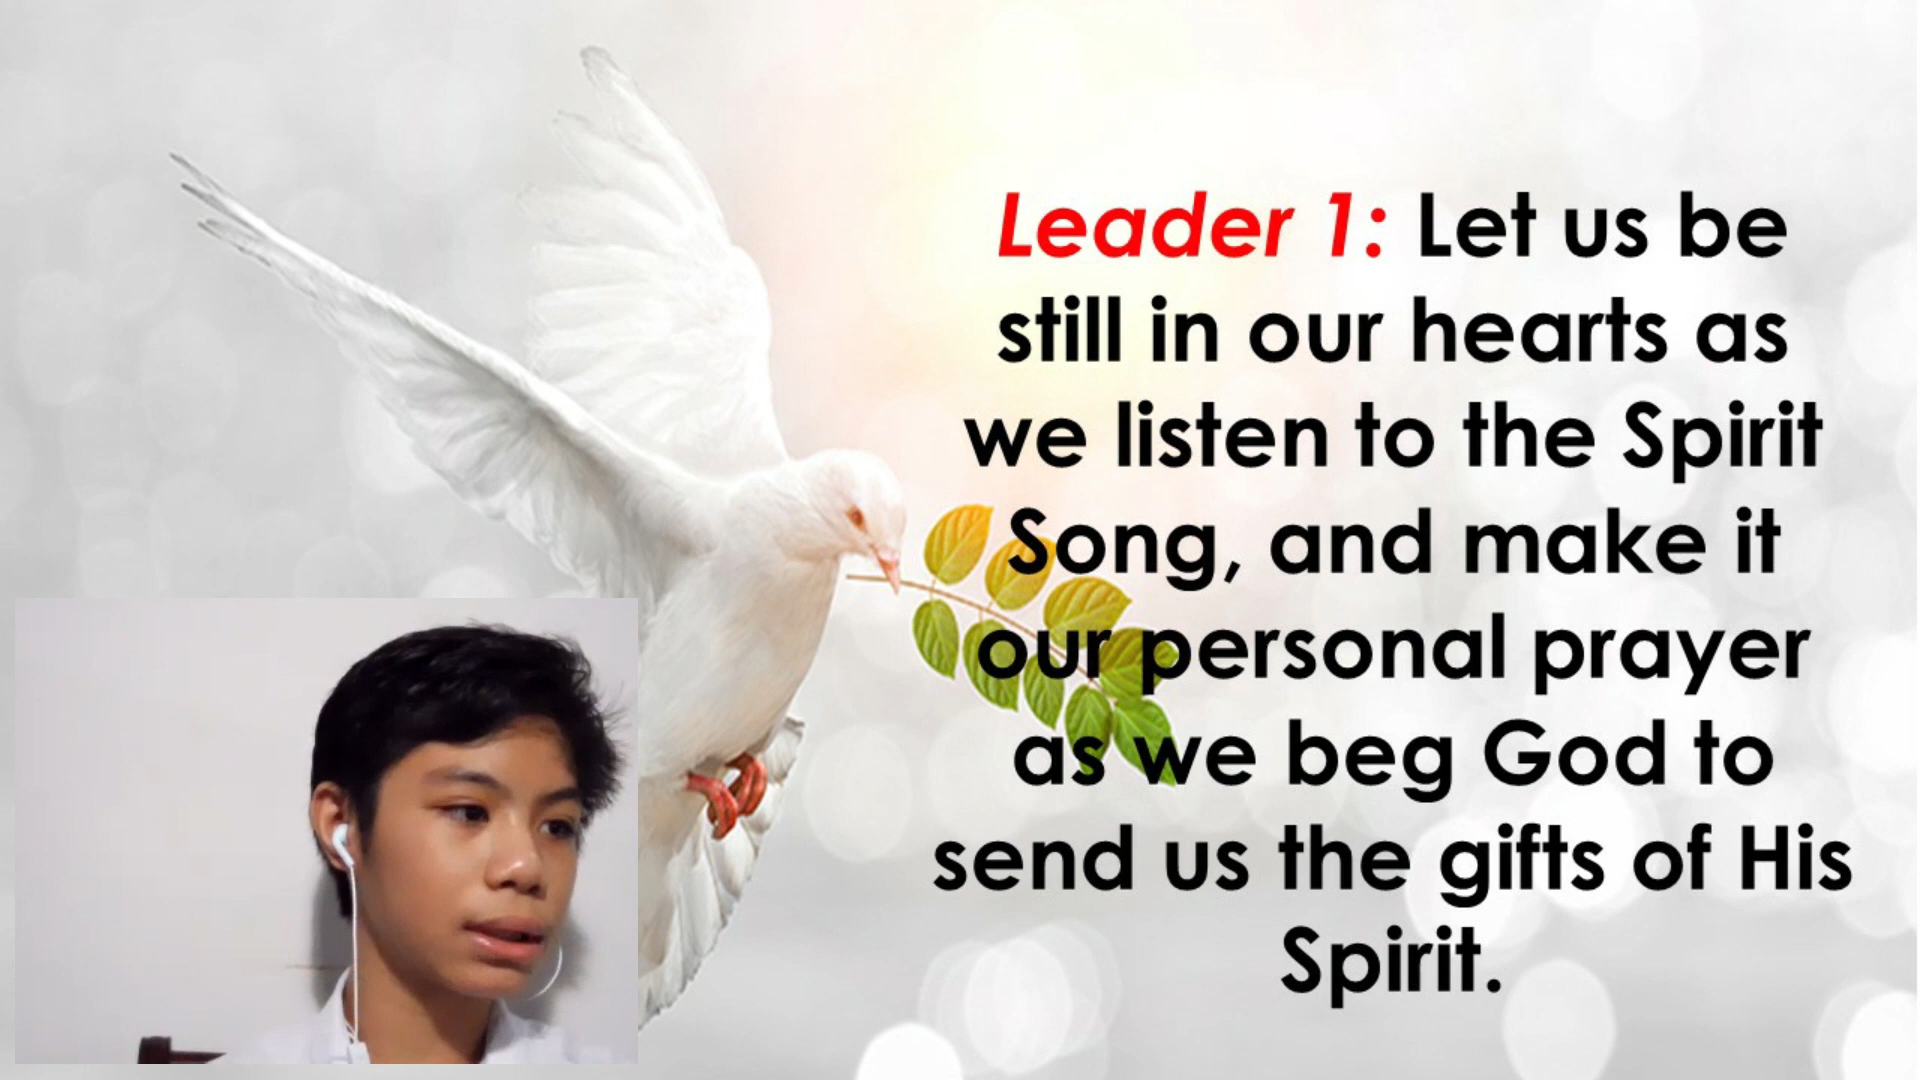 Leader 1: Let us be
still in our hearts as
we listen to the Spirit
Song, and make it
our personal prayer
as we beg God to
send us the gifts of His
Spirit.